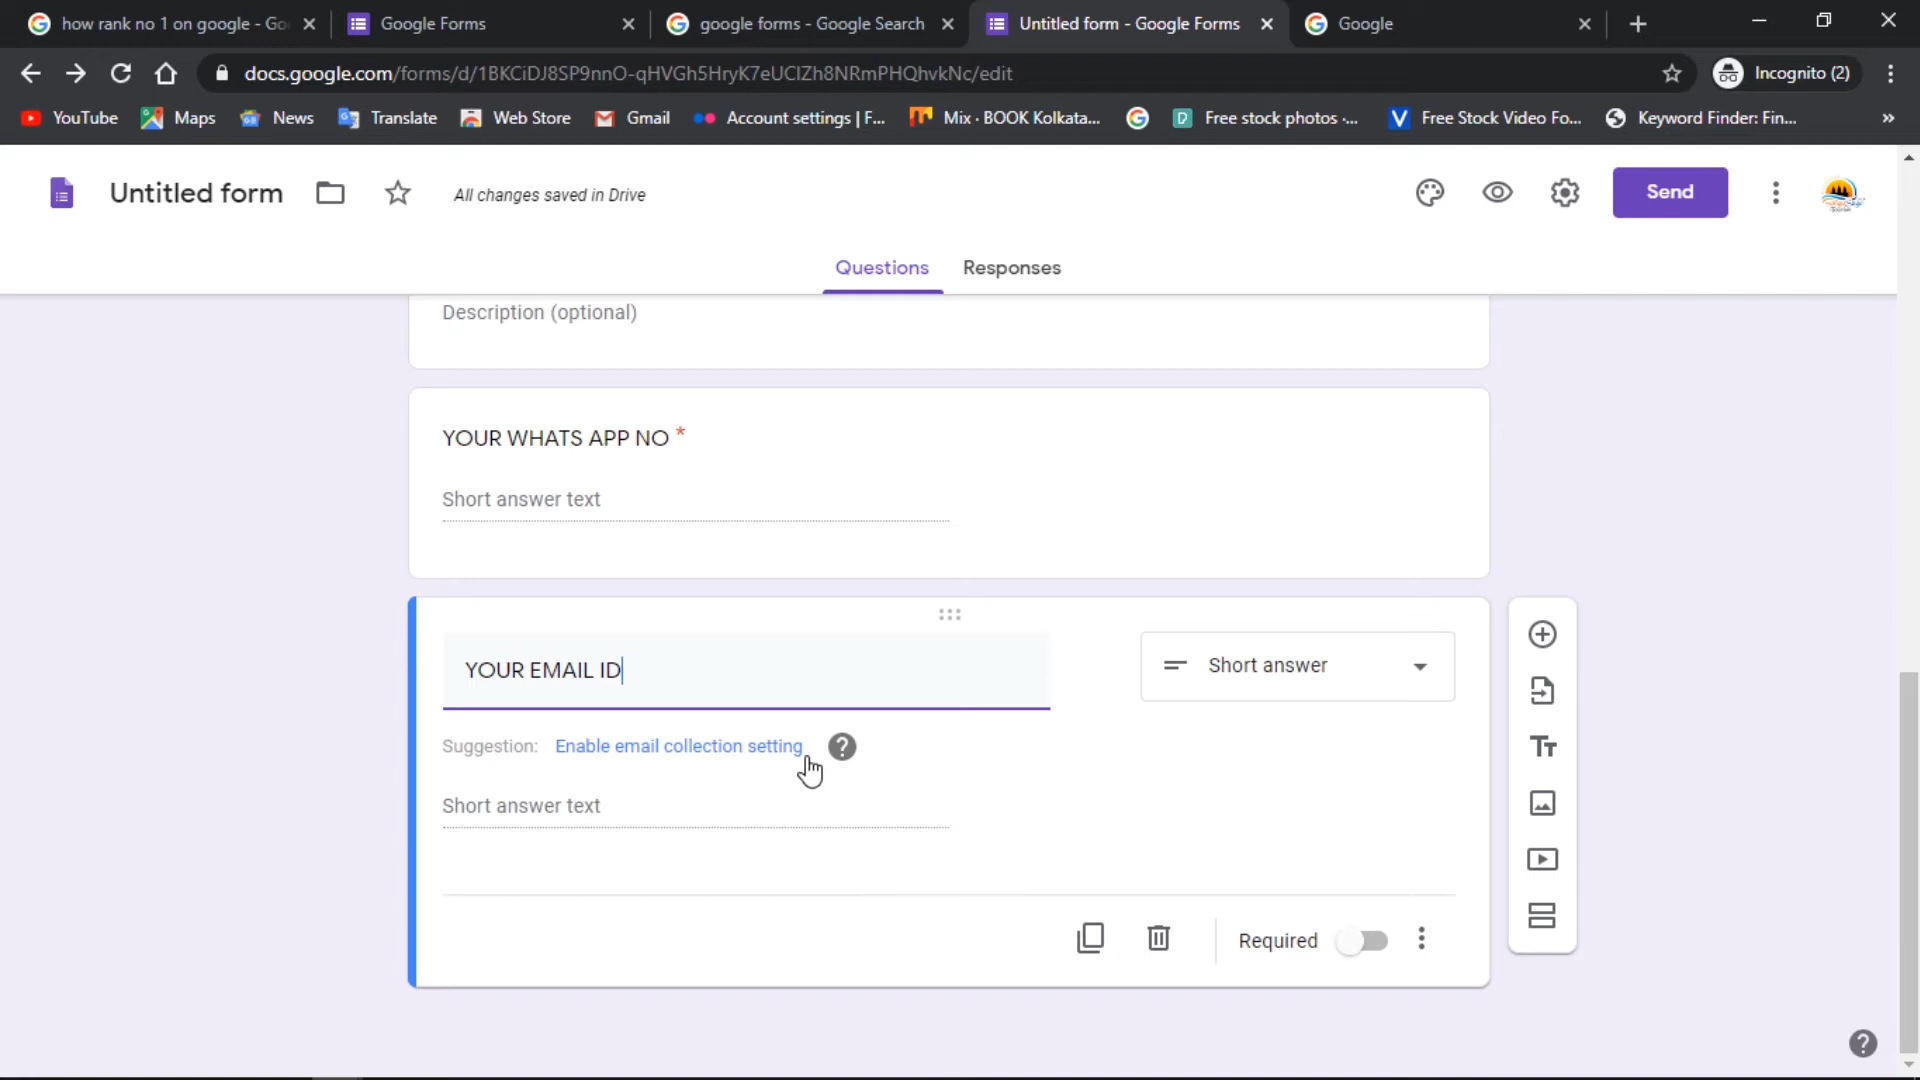 how rank no 1 on google - Go
Google Forms
google forms - Google Search
Untitled form - Google Forms
Google
docs.google.com/forms/d/1BKCiDJ8SP9nnO-qHVGh5HryK7eUCIZh8NRmPHQhvkNc/edit
Incognito (2)
YouTube
Maps
News
Translate
Web Store
Gmail
Account settings | F...
Mix · BOOK Kolkata...
Free stock photos ·...
Free Stock Video Fo...
Keyword Finder: Fin...
»
Untitled form
All changes saved in Drive
Send
Questions
Responses
Description (optional)
YOUR WHATS APP NO *
Short answer text
YOUR EMAIL ID
Short answer
Suggestion: Enable email collection setting
Short answer text
Required